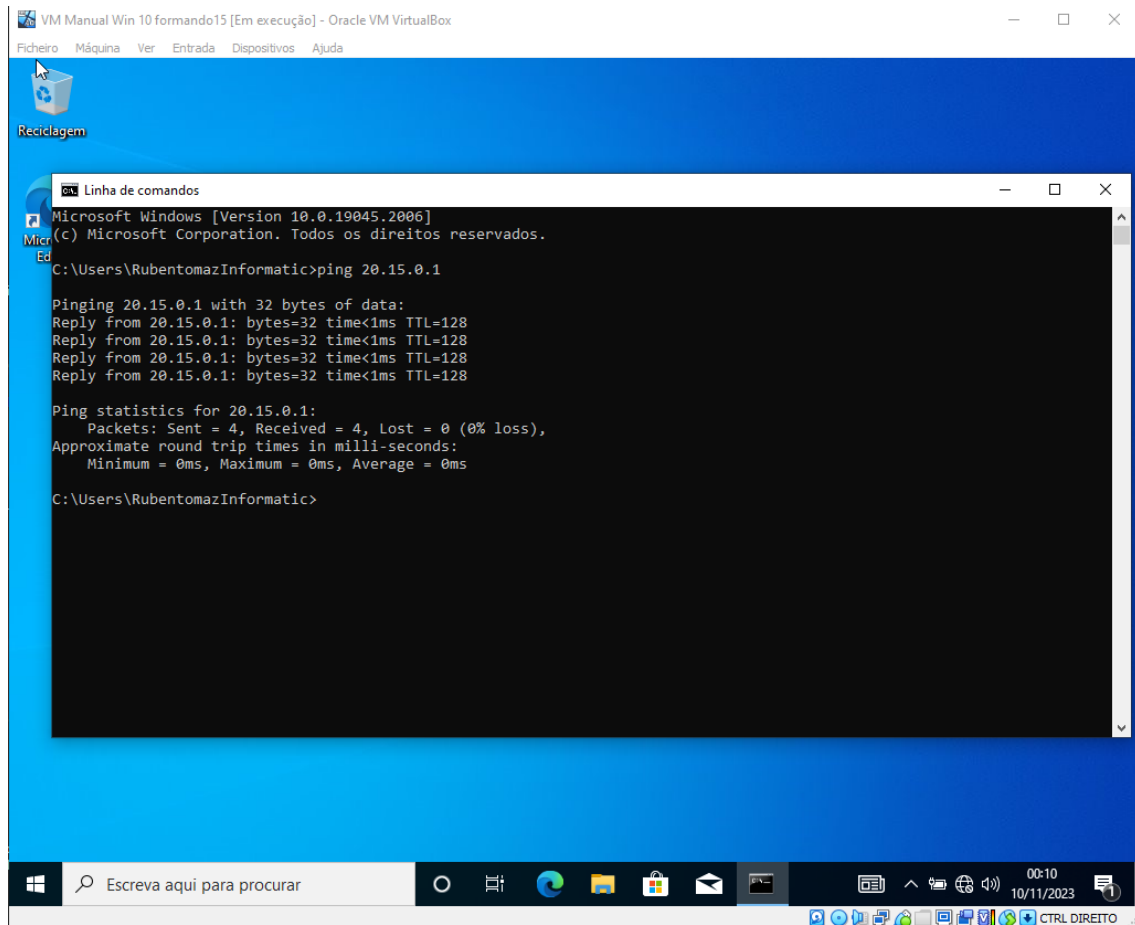 VM Manual Win 10 formando15 [Em execução] - Oracle VM VirtualBox
Ficheiro Máquina Ver Entrada Dispositivos Ajuda
Reciclagem
Linha de comandos
Microsoft Windows [Version 10.0.19045.2006]
(c) Microsoft Corporation. Todos os direitos reservados.
Micr
Ed
C:\Users\RubentomazInformatic>ping 20.15.0.1
Pinging 20.15.0.1 with 32 bytes of data:
Reply from 20.15.0.1: bytes=32 time<1ms TTL=128
Reply from 20.15.0.1: bytes=32 time<1ms TTL=128
Reply from 20.15.0.1: bytes=32 time<1ms TTL=128
Reply from 20.15.0.1: bytes=32 time<1ms TTL=128
Ping statistics for 20.15.0.1:
    Packets: Sent = 4, Received = 4, Lost = 0 (0% loss),
Approximate round trip times in milli-seconds:
    Minimum = 0ms, Maximum = 0ms, Average = 0ms
C:\Users\RubentomazInformatic>
Escreva aqui para procurar
00:10
10/11/2023
1
CTRL DIREITO